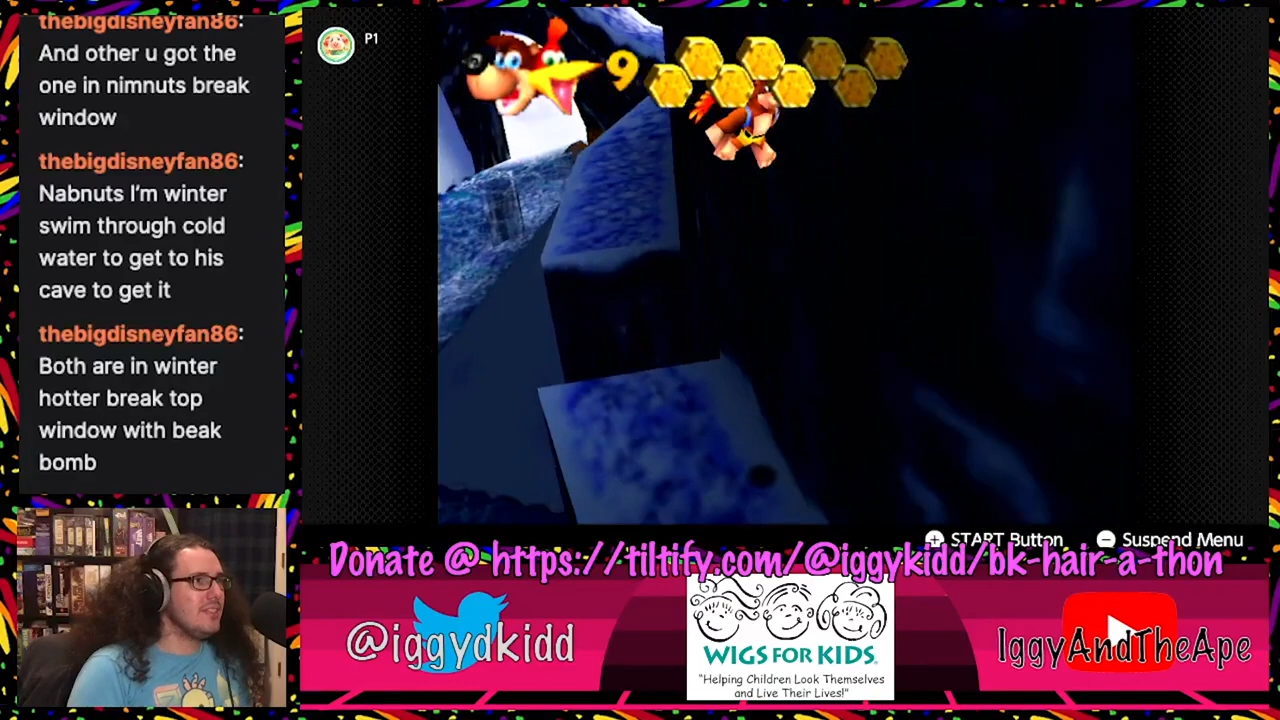 thebigdisneyfan86:
And other u got the
one in nimnuts break
window
thebigdisneyfan86:
Nabnuts I'm winter
swim through cold
water to get to his
cave to get it
thebigdisneyfan86:
Both are in winter
hotter break top
window with beak
bomb
P1
9
START Button
Suspend Menu
Donate @ https://tiltify.com/@iggykidd/bk-hair-a-thon
@iggydkidd
WIGS FOR KIDS®
"Helping Children Look Themselves
and Live Their Lives!"
IggyAndTheApe